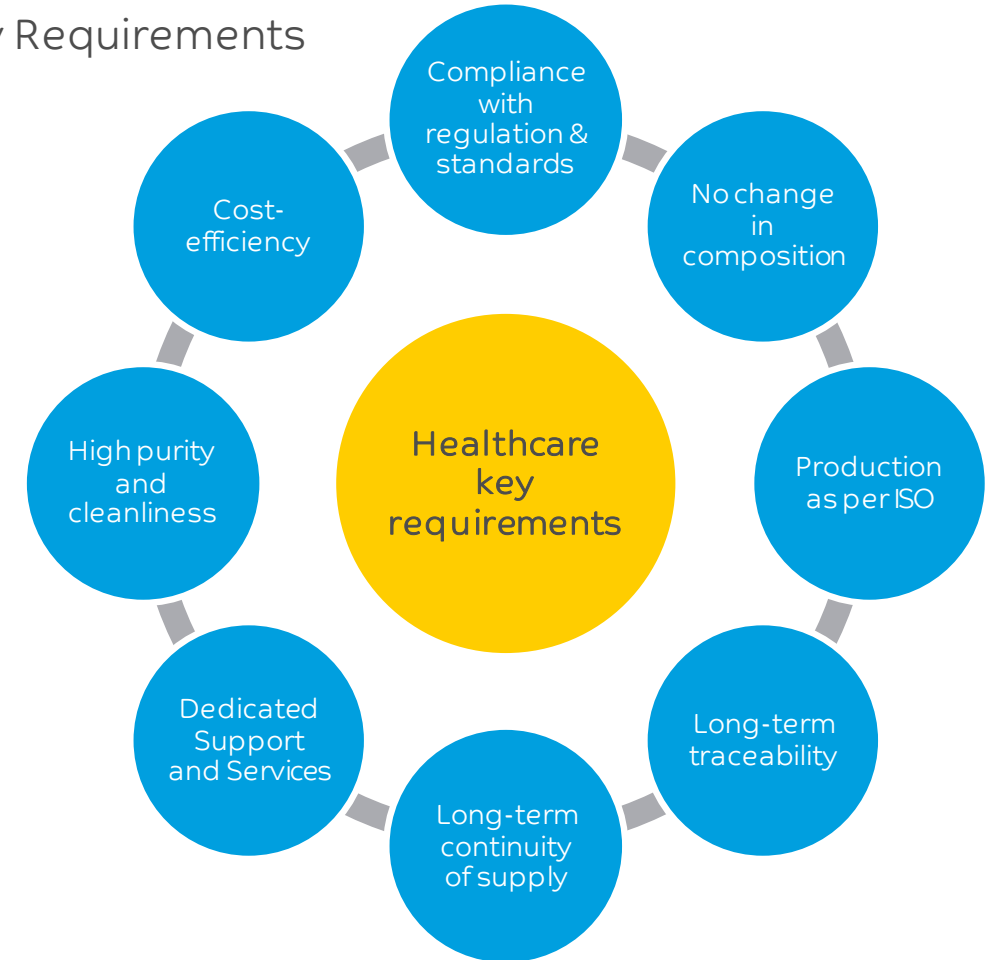 y Requirements
Compliance
with
regulation &
standards
No change
in
composition
Production
as per ISO
Long-term
traceability
Long-term
continuity
of supply
Dedicated
Support
and Services
High purity
and
cleanliness
Cost-
efficiency
Healthcare
key
requirements